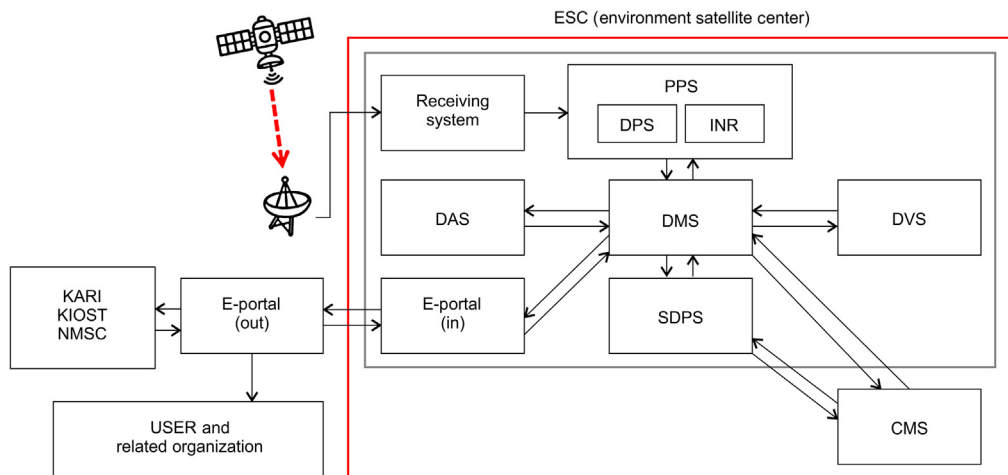 ESC (environment satellite center)
Receiving
system
PPS
DPS
INR
DAS
DMS
DVS
KARI
KIOST
NMSC
E-portal
(out)
E-portal
(in)
SDPS
USER and
related organization
CMS